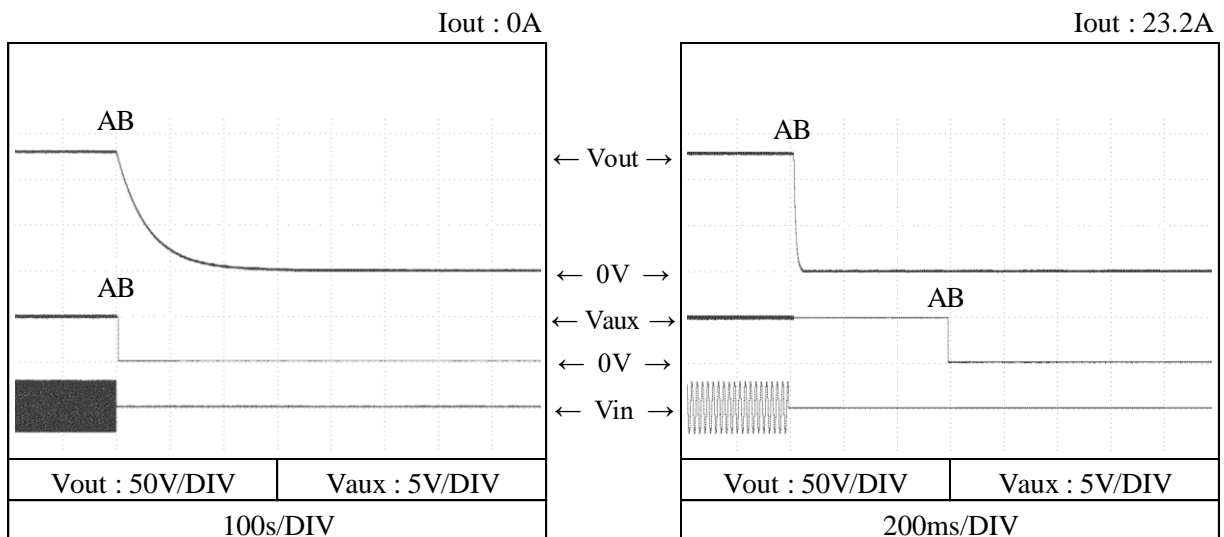 Iout : 0A
Iout : 23.2A
AB
AB
← Vout →
← 0V →
AB
AB
← Vaux →
← 0V →
← Vin →
Vout : 50V/DIV
Vaux : 5V/DIV
Vout : 50V/DIV
Vaux : 5V/DIV
100s/DIV
200ms/DIV